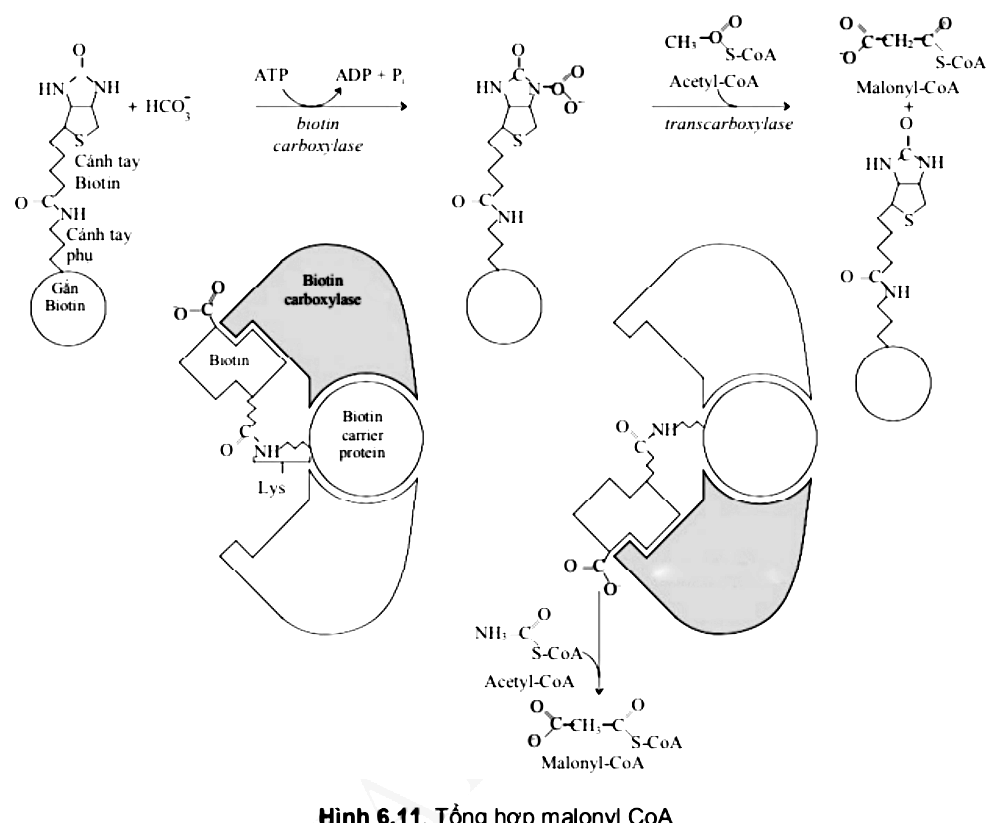 O
HN
NH
S
+ HCO₃⁻
ATP
ADP + Pᵢ
biotin
carboxylase
Cánh tay
Biotin
O
C
NH
Cánh tay
phu
Gắn
Biotin
O
C
HN
N
C
O
O⁻
S
O
C
NH
CH₃
O
O
S-CoA
Acetyl-CoA
transcarboxylase
O
⁻O
C
CH₂
C
O
S-CoA
Malonyl-CoA
+
O
C
HN
NH
S
O
C
NH
⁻O
C
O
Biotin
carboxylase
Biotin
O
C
NH
Lys
Biotin
carrier
protein
O
C
NH
O
C
O⁻
NH₃
C
O
S-CoA
Acetyl-CoA
O
⁻O
C
CH₃
C
O
S-CoA
Malonyl-CoA
Hình 6.11. Tổng hợp malonyl CoA